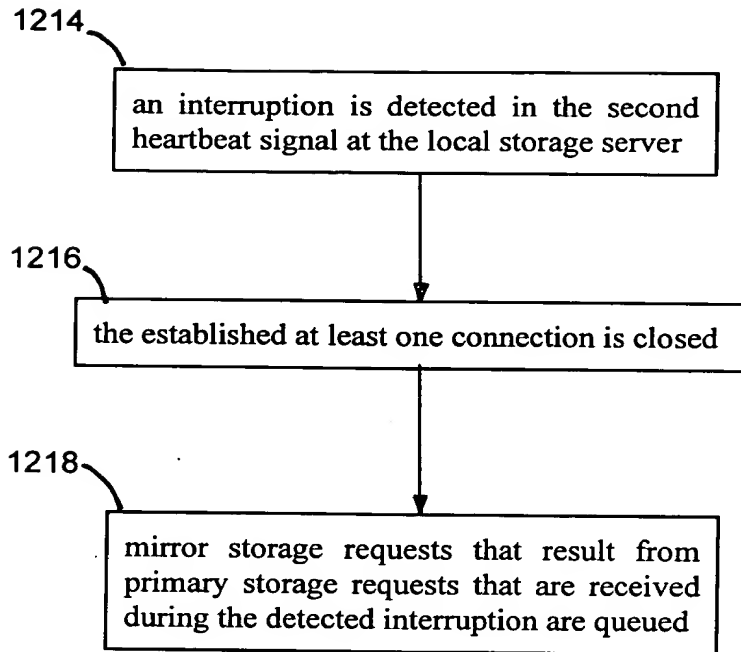 1214
an interruption is detected in the second
heartbeat signal at the local storage server
1216
the established at least one connection is closed
1218
mirror storage requests that result from
primary storage requests that are received
during the detected interruption are queued